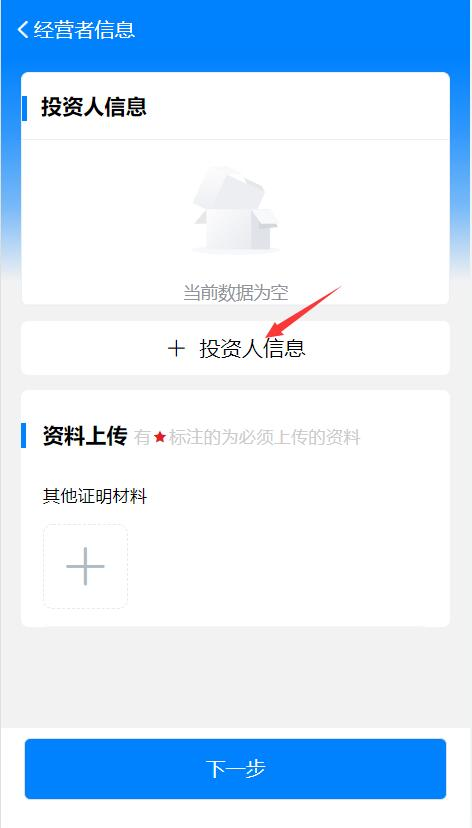 经营者信息
投资人信息
当前数据为空
投资人信息
资料上传 有★标注的为必须上传的资料
其他证明材料
下一步